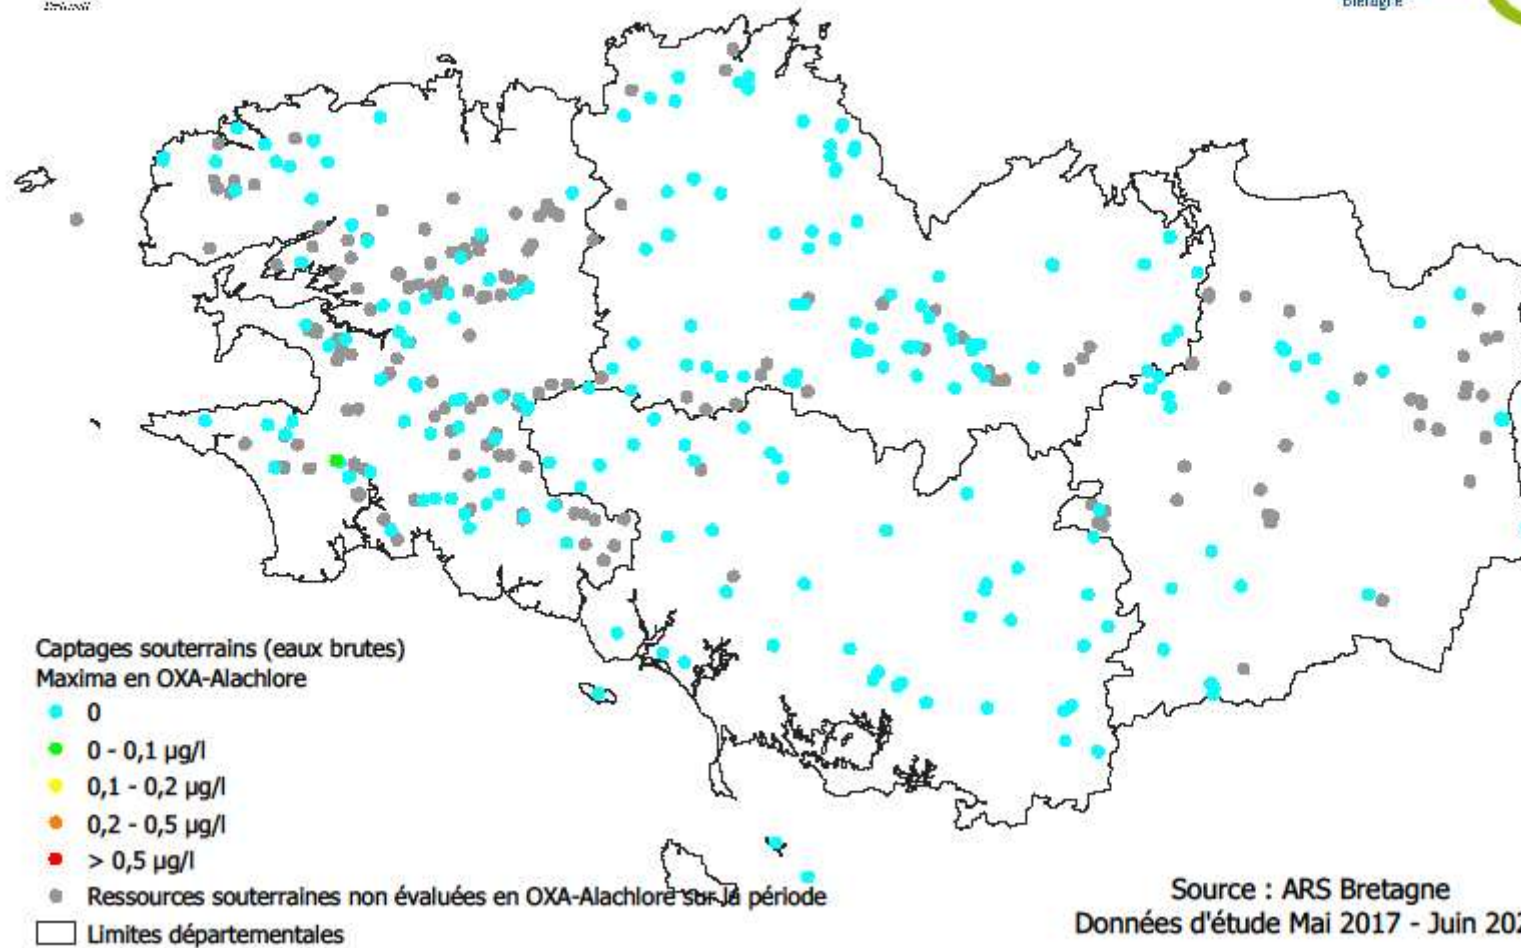 Bretagne
Captages souterrains (eaux brutes)
Maxima en OXA-Alachlore
0
0 - 0,1 µg/l
0,1 - 0,2 µg/l
0,2 - 0,5 µg/l
> 0,5 µg/l
Ressources souterraines non évaluées en OXA-Alachlore sur la période
Limites départementales
Source : ARS Bretagne
Données d'étude Mai 2017 - Juin 202